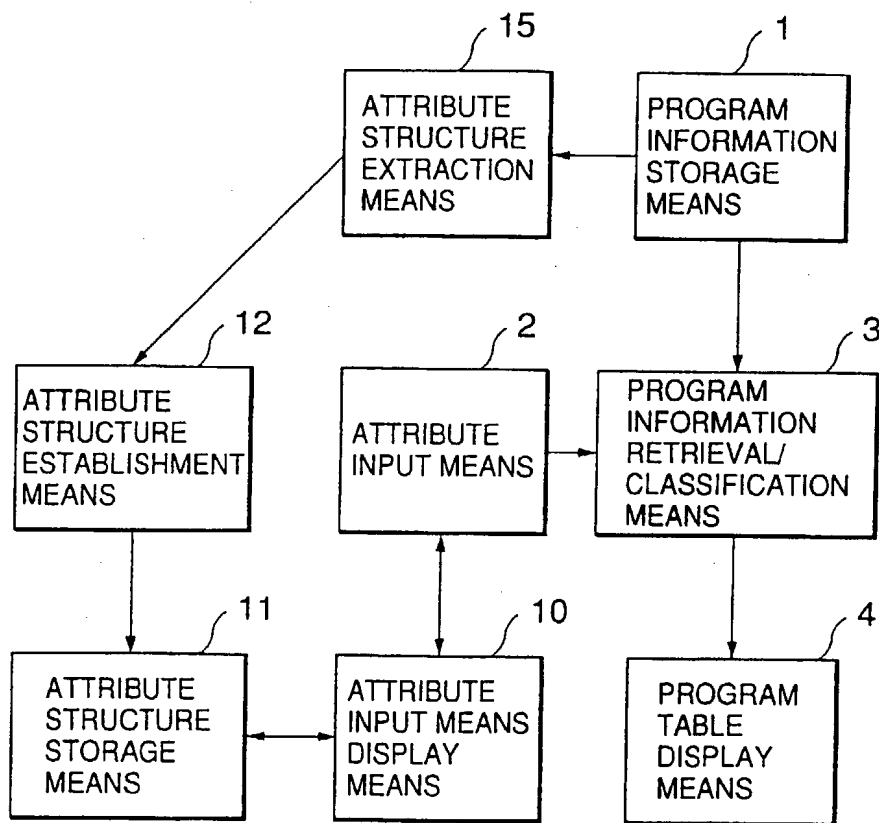 15
1
ATTRIBUTE
STRUCTURE
EXTRACTION
MEANS
PROGRAM
INFORMATION
STORAGE
MEANS
12
2
3
ATTRIBUTE
STRUCTURE
ESTABLISHMENT
MEANS
ATTRIBUTE
INPUT MEANS
PROGRAM
INFORMATION
RETRIEVAL/
CLASSIFICATION
MEANS
11
10
4
ATTRIBUTE
STRUCTURE
STORAGE
MEANS
ATTRIBUTE
INPUT MEANS
DISPLAY
MEANS
PROGRAM
TABLE
DISPLAY
MEANS